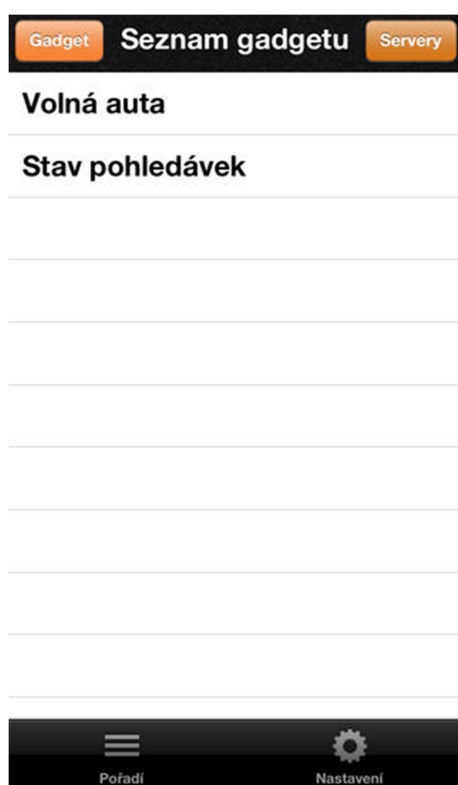 Gadget Seznam gadgetu Servery
Volná auta
Stav pohledávek
Pořadí Nastavení